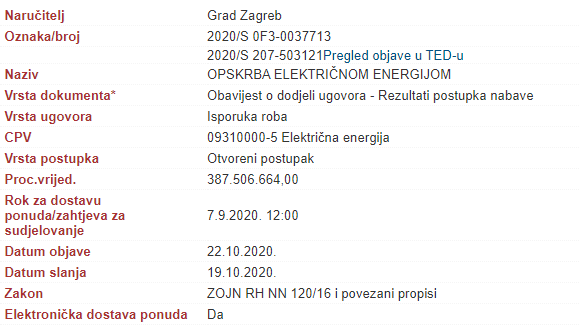 Naručitelj Grad Zagreb
Oznaka/broj 2020/S 0F3-0037713
2020/S 207-503121Pregled objave u TED-u
Naziv OPSKRBA ELEKTRIČNOM ENERGIJOM
Vrsta dokumenta* Obavijest o dodjeli ugovora - Rezultati postupka nabave
Vrsta ugovora Isporuka roba
CPV 09310000-5 Električna energija
Vrsta postupka Otvoreni postupak
Proc.vrijed. 387.506.664,00
Rok za dostavu
ponuda/zahtjeva za 7.9.2020. 12:00
sudjelovanje
Datum objave 22.10.2020.
Datum slanja 19.10.2020.
Zakon ZOJN RH NN 120/16 i povezani propisi
Elektronička dostava ponuda Da